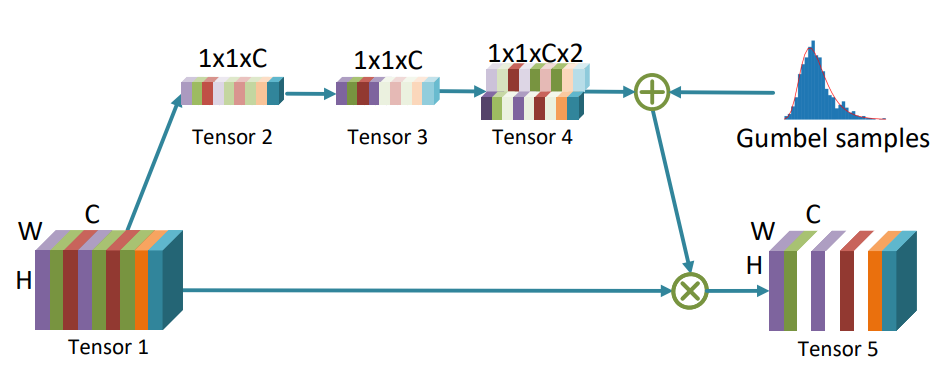 1x1xC
1x1xC
1x1xCx2
Tensor 2
Tensor 3
Tensor 4
Gumbel samples
W
C
H
Tensor 1
W
C
H
Tensor 5